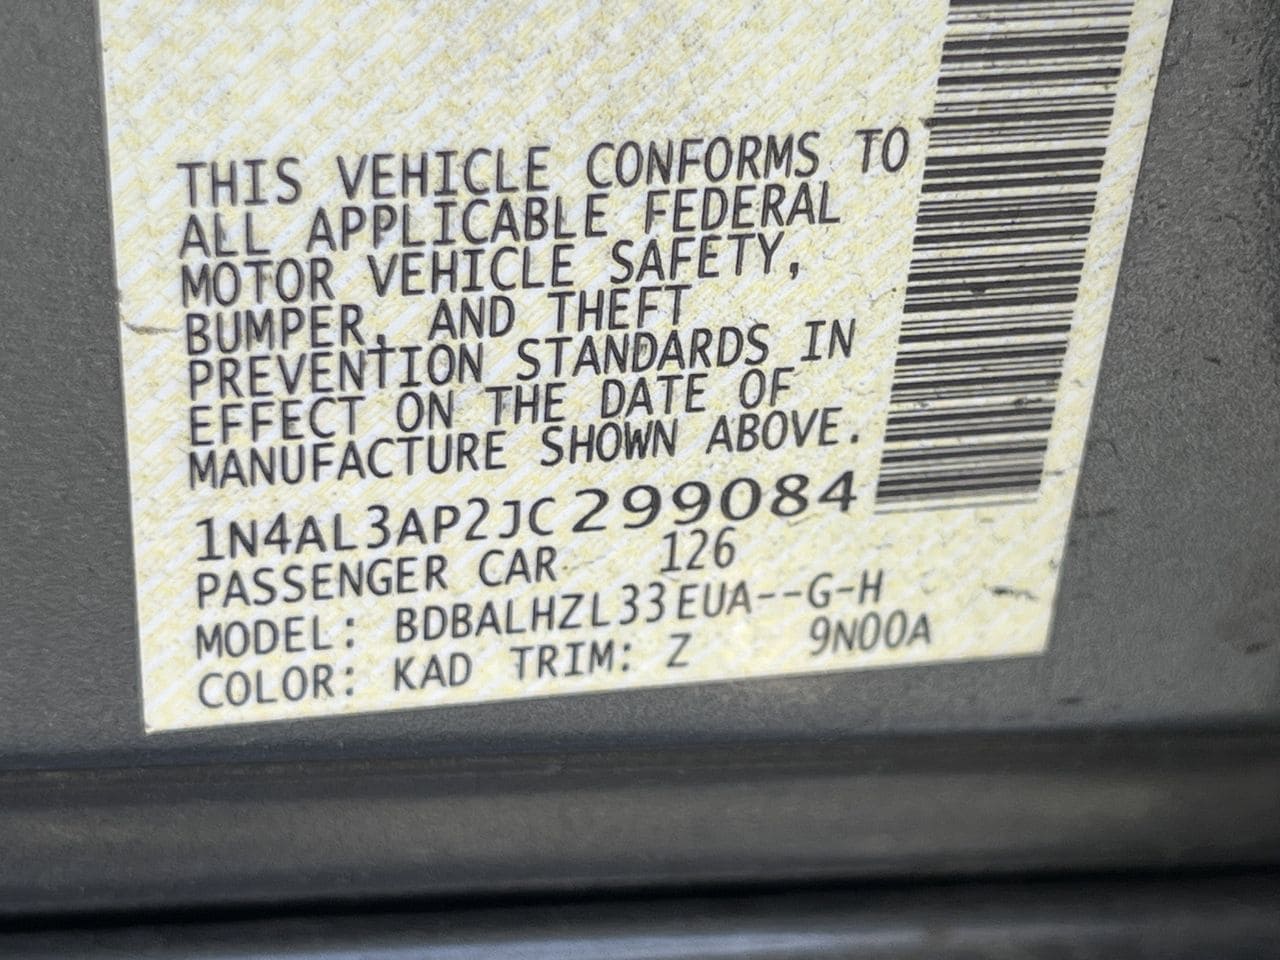 THIS VEHICLE CONFORMS TO
ALL APPLICABLE FEDERAL
MOTOR VEHICLE SAFETY,
BUMPER, AND THEFT
PREVENTION STANDARDS IN
EFFECT ON THE DATE OF
MANUFACTURE SHOWN ABOVE.
1N4AL3AP2JC299084
PASSENGER CAR 126
MODEL: BDBALHZL33EUA--G-H
COLOR: KAD TRIM: Z 9N00A